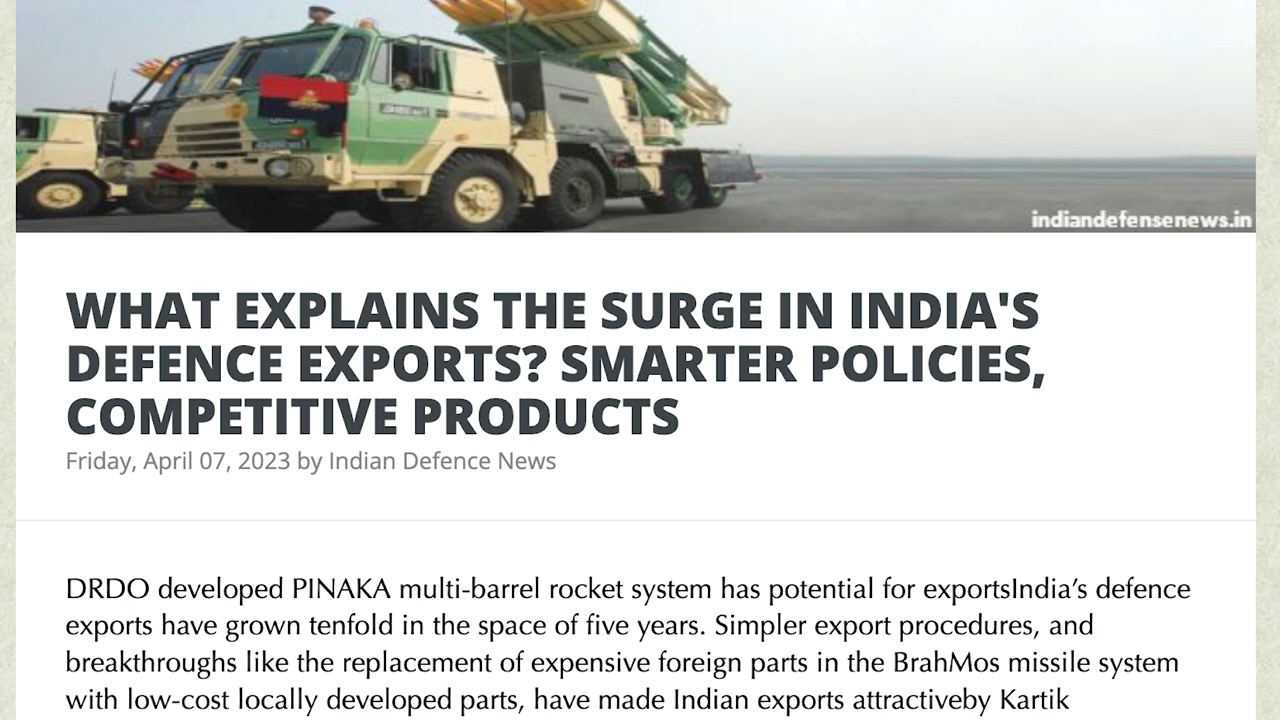 indiandefensenews.in
WHAT EXPLAINS THE SURGE IN INDIA'S
DEFENCE EXPORTS? SMARTER POLICIES,
COMPETITIVE PRODUCTS
Friday, April 07, 2023 by Indian Defence News
DRDO developed PINAKA multi-barrel rocket system has potential for exportsIndia’s defence
exports have grown tenfold in the space of five years. Simpler export procedures, and
breakthroughs like the replacement of expensive foreign parts in the BrahMos missile system
with low-cost locally developed parts, have made Indian exports attractiveby Kartik